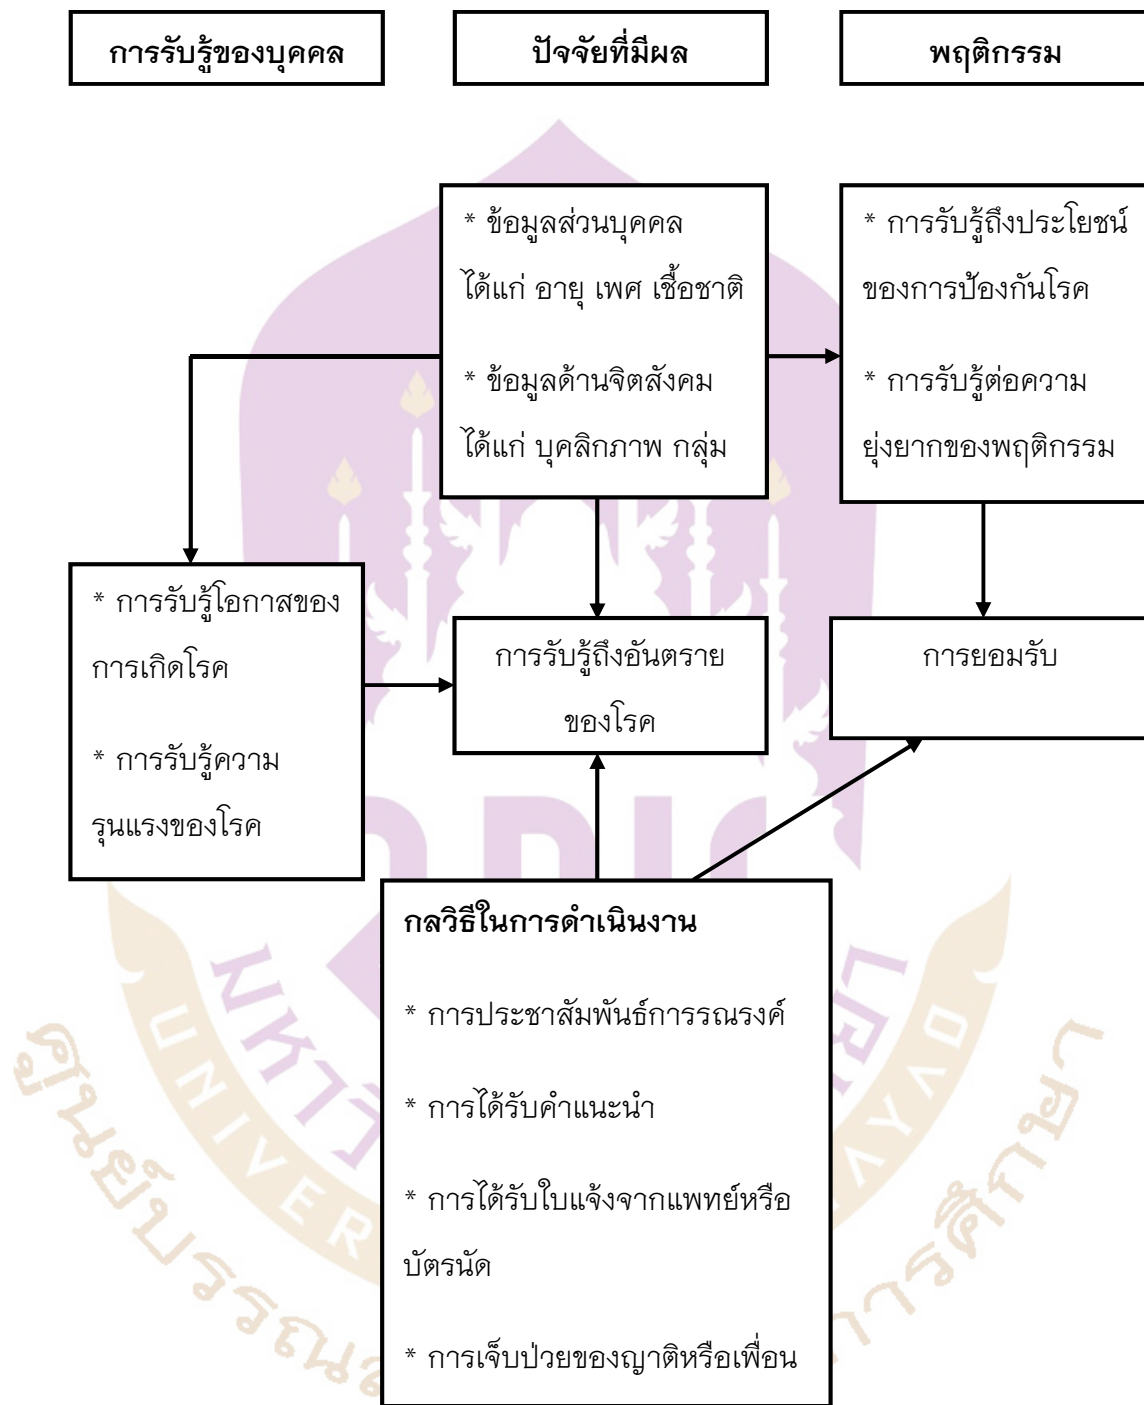 การรับรู้ของบุคคล
ปัจจัยที่มีผล
พฤติกรรม
* ข้อมูลส่วนบุคคล
ได้แก่ อายุ เพศ เชื้อชาติ
* ข้อมูลด้านจิตสังคม
ได้แก่ บุคลิกภาพ กลุ่ม
* การรับรู้ถึงประโยชน์
ของการป้องกันโรค
* การรับรู้ต่อความ
ยุ่งยากของพฤติกรรม
* การรับรู้โอกาสของ
การเกิดโรค
* การรับรู้ความ
รุนแรงของโรค
การรับรู้ถึงอันตราย
ของโรค
การยอมรับ
กลวิธีในการดำเนินงาน
* การประชาสัมพันธ์การรณรงค์
* การได้รับคำแนะนำ
* การได้รับใบแจ้งจากแพทย์หรือ
บัตรนัด
* การเจ็บป่วยของญาติหรือเพื่อน